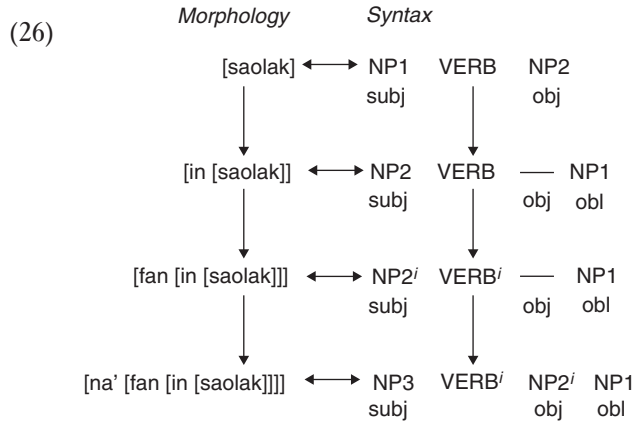 Morphology Syntax
(26)
[saolak] NP1 VERB NP2
subj obj
[in [saolak]] NP2 VERB — NP1
subj obj obl
[fan [in [saolak]]] NP2i VERBi — NP1
subj obj obl
[na' [fan [in [saolak]]]] NP3 VERBi NP2i NP1
subj obj obl